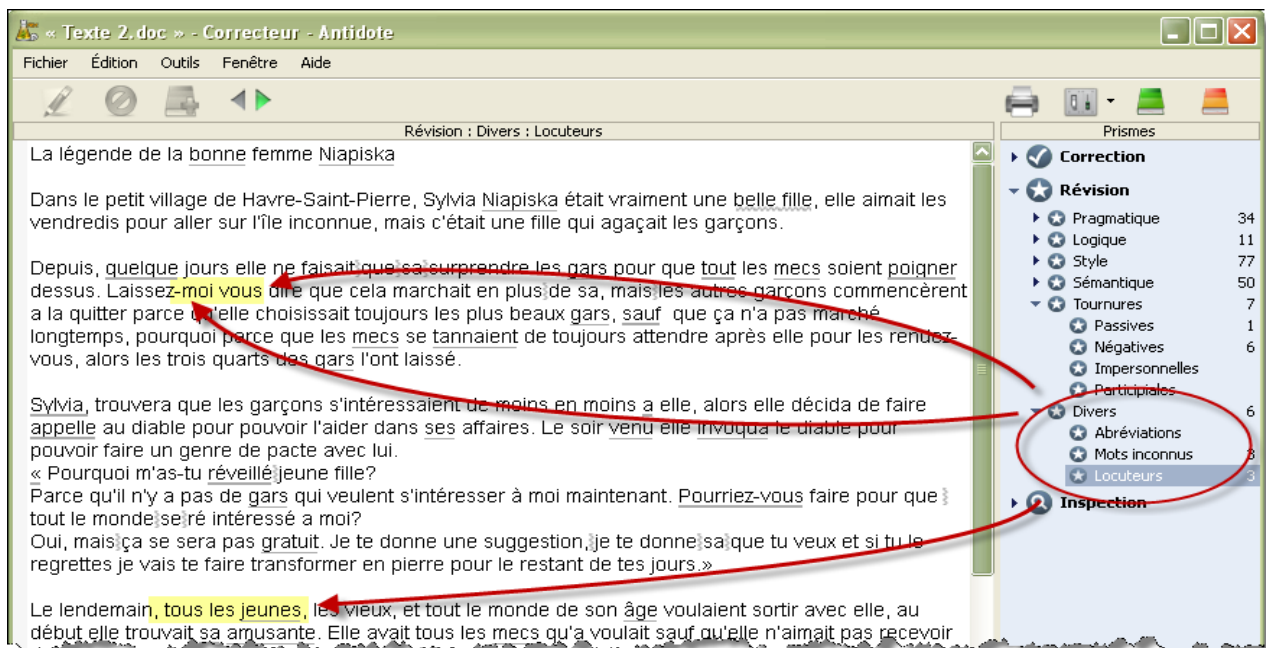 « Texte 2.doc » - Correcteur - Antidote
Fichier Édition Outils Fenêtre Aide
Révision : Divers : Locuteurs
Prismes
La légende de la bonne femme Niapiska
Dans le petit village de Havre-Saint-Pierre, Sylvia Niapiska était vraiment une belle fille, elle aimait les
vendredis pour aller sur l'île inconnue, mais c'était une fille qui agaçait les garçons.
Depuis, quelque jours elle ne faisait que sa surprendre les gars pour que tout les mecs soient poigner
dessus. Laissez-moi vous dire que cela marchait en plus de sa, mais les autres garçons commencèrent
a la quitter parce qu'elle choisissait toujours les plus beaux gars, sauf que ça n'a pas marché
longtemps, pourquoi parce que les mecs se tannaient de toujours attendre après elle pour les rendez-
vous, alors les trois quarts des gars l'ont laissé.
Sylvia, trouvera que les garçons s'intéressaient de moins en moins a elle, alors elle décida de faire
appelle au diable pour pouvoir l'aider dans ses affaires. Le soir venu elle invoqua le diable pour
pouvoir faire un genre de pacte avec lui.
« Pourquoi m'as-tu réveillé jeune fille?
Parce qu'il n'y a pas de gars qui veulent s'intéresser à moi maintenant. Pourriez-vous faire pour que
tout le monde se ré intéressé a moi?
Oui, mais ça se sera pas gratuit. Je te donne une suggestion, je te donne sa que tu veux et si tu le
regrettes je vais te faire transformer en pierre pour le restant de tes jours.»
Le lendemain, tous les jeunes, les vieux, et tout le monde de son âge voulaient sortir avec elle, au
début elle trouvait sa amusante. Elle avait tous les mecs qu'a voulait sauf qu'elle n'aimait pas recevoir
Correction
Révision
Pragmatique 34
Logique 11
Style 77
Sémantique 50
Tournures 7
Passives 1
Négatives 6
Impersonnelles
Participiales
Divers 6
Abréviations
Mots inconnus 3
Locuteurs 3
Inspection